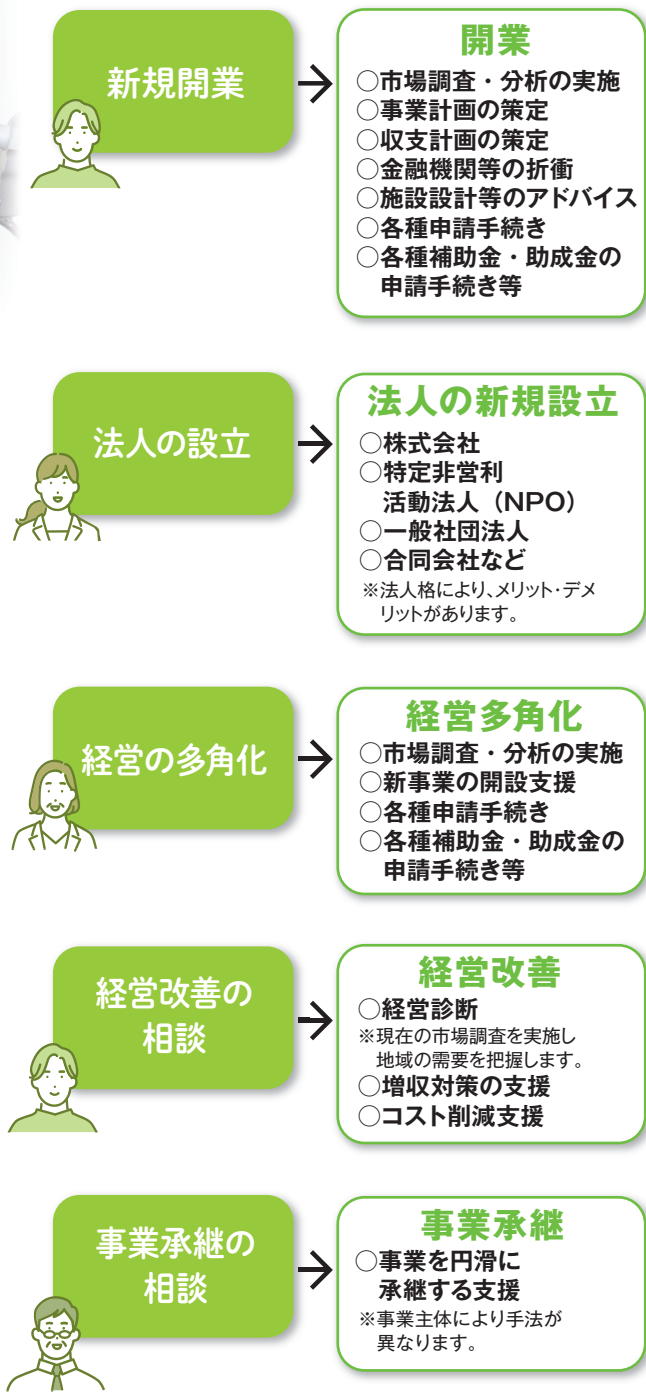 新規開業
開業
○市場調査・分析の実施
○事業計画の策定
○収支計画の策定
○金融機関等の折衝
○施設設計等のアドバイス
○各種申請手続き
○各種補助金・助成金の
申請手続き等
法人の設立
法人の新規設立
○株式会社
○特定非営利
活動法人（NPO）
○一般社団法人
○合同会社など
※法人格により、メリット・デメ
リットがあります。
経営の多角化
経営多角化
○市場調査・分析の実施
○新事業の開設支援
○各種申請手続き
○各種補助金・助成金の
申請手続き等
経営改善の
相談
経営改善
○経営診断
※現在の市場調査を実施し
地域の需要を把握します。
○増収対策の支援
○コスト削減支援
事業承継の
相談
事業承継
○事業を円滑に
承継する支援
※事業主体により手法が
異なります。